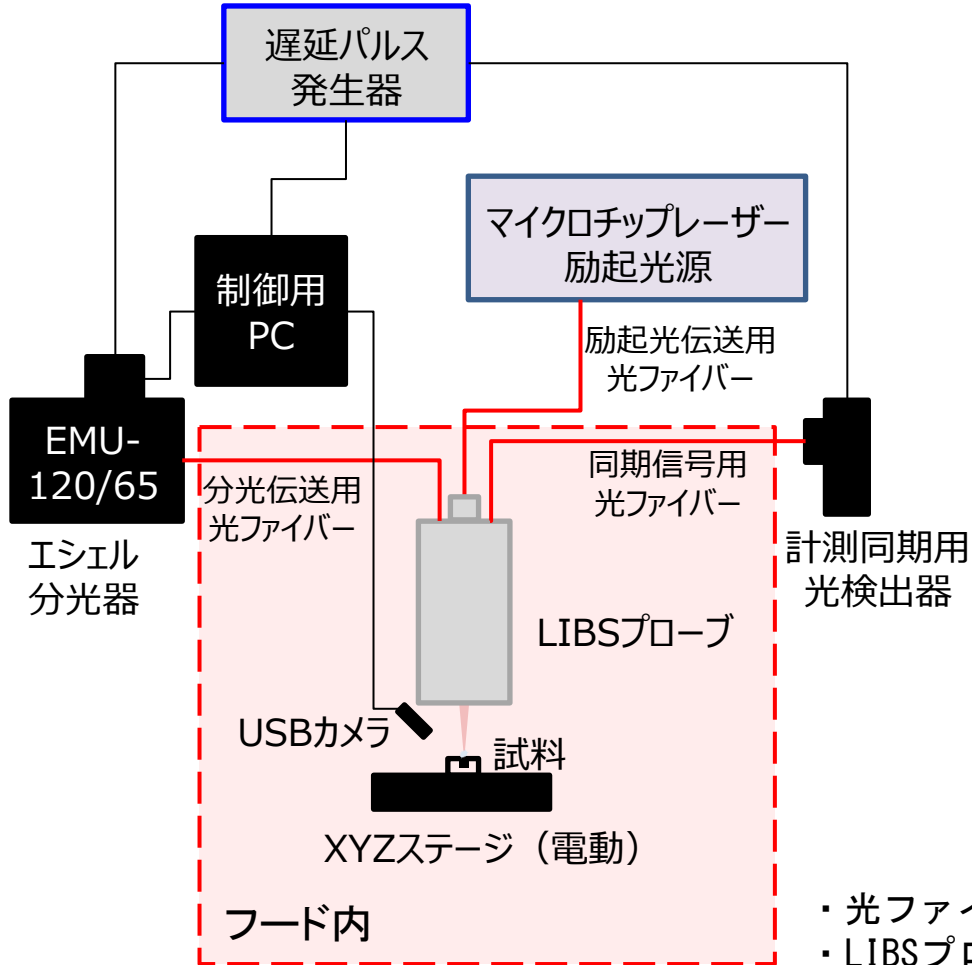 遅延パルス
発生器
マイクロチップレーザー
励起光源
制御用
PC
励起光伝送用
光ファイバー
EMU-
120/65
分光伝送用
光ファイバー
同期信号用
光ファイバー
エシェル
分光器
計測同期用
光検出器
LIBSプローブ
USBカメラ
試料
XYZステージ（電動）
フード内
・光ファイ
・LIBSプロ